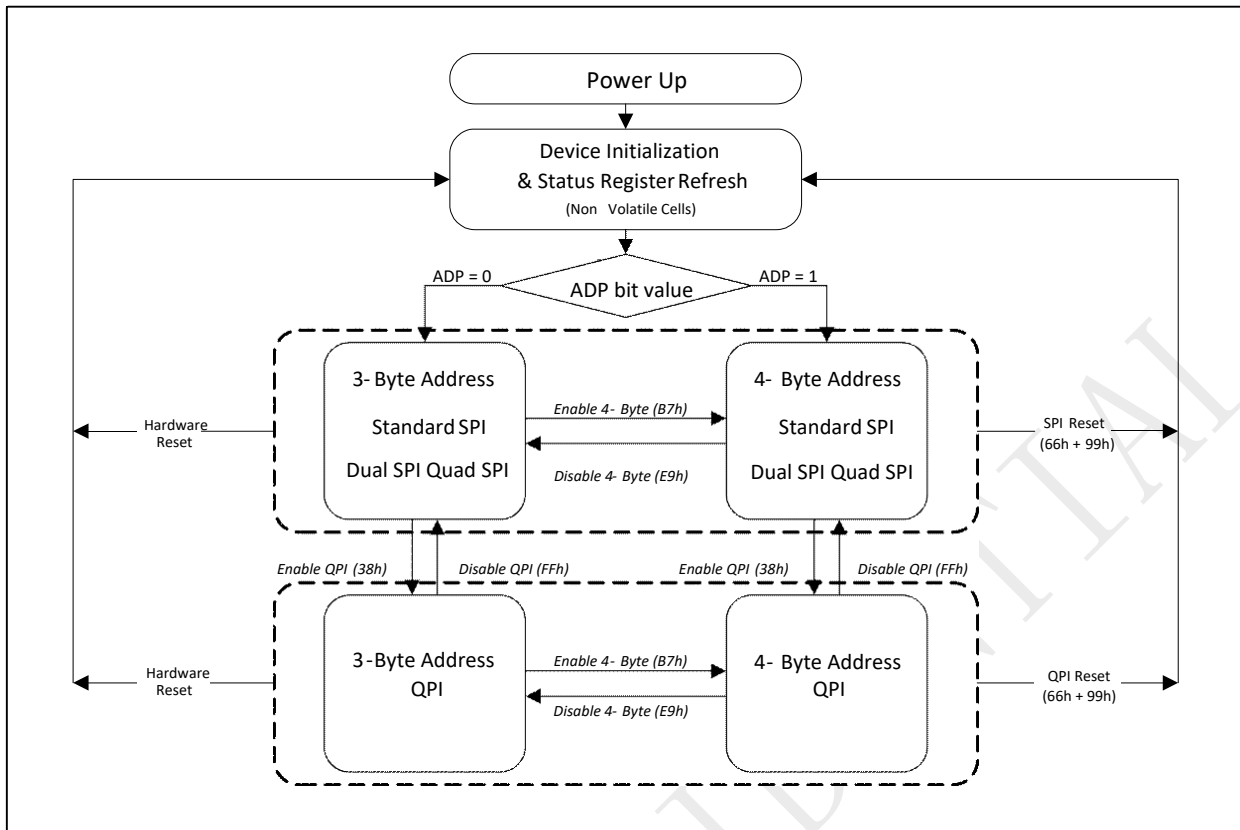 Power Up
Device Initialization
& Status Register Refresh
(Non Volatile Cells)
ADP = 0
ADP bit value
ADP = 1
3- Byte Address
Standard SPI
Dual SPI Quad SPI
Enable 4- Byte (B7h)
Disable 4- Byte (E9h)
4- Byte Address
Standard SPI
Dual SPI Quad SPI
Hardware
Reset
SPI Reset
(66h + 99h)
Enable QPI (38h)
Disable QPI (FFh)
Enable QPI (38h)
Disable QPI (FFh)
3-Byte Address
QPI
Enable 4- Byte (B7h)
Disable 4- Byte (E9h)
4- Byte Address
QPI
Hardware
Reset
QPI Reset
(66h + 99h)